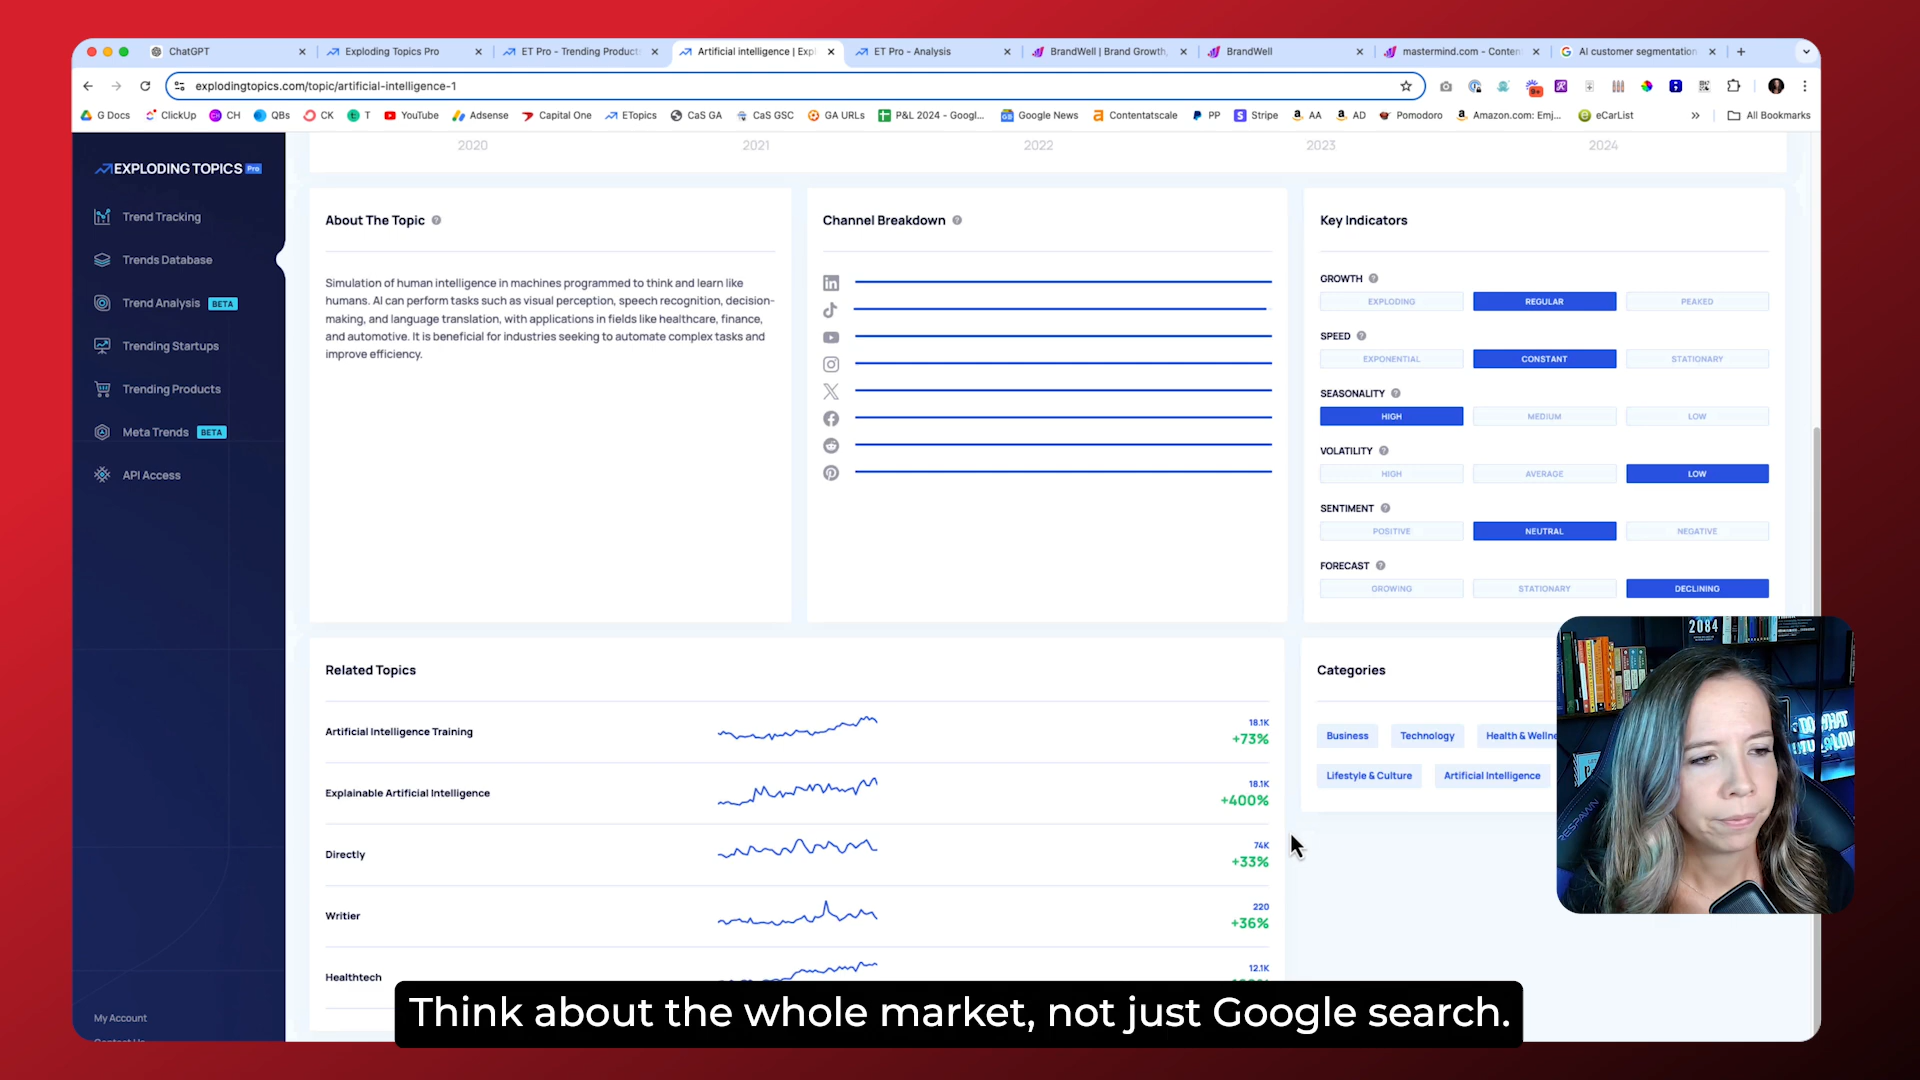 ChatGPT
Exploding Topics Pro
ET Pro - Trending Product
Artificial intelligence | Expl
ET Pro - Analysis
BrandWell | Brand Growth,
BrandWell
mastermind.com - Conten
AI customer segmentation
explodingtopics.com/topic/artificial-intelligence-1
G Docs
ClickUp
CH
QBs
CK
T
YouTube
Adsense
Capital One
ETopics
CaS GA
CaS GSC
GA URLs
P&L 2024 - Googl...
Google News
Contentatscale
PP
Stripe
AA
AD
Pomodoro
Amazon.com: Emj...
eCarList
All Bookmarks
EXPLODING TOPICS Pro
Trend Tracking
Trends Database
Trend Analysis BETA
Trending Startups
Trending Products
Meta Trends BETA
API Access
My Account
2020 2021 2022 2023 2024
About The Topic
Simulation of human intelligence in machines programmed to think and learn like
humans. AI can perform tasks such as visual perception, speech recognition, decision-
making, and language translation, with applications in fields like healthcare, finance,
and automotive. It is beneficial for industries seeking to automate complex tasks and
improve efficiency.
Channel Breakdown
Key Indicators
GROWTH
EXPLODING REGULAR PEAKED
SPEED
EXPONENTIAL CONSTANT STATIONARY
SEASONALITY
HIGH MEDIUM LOW
VOLATILITY
HIGH AVERAGE LOW
SENTIMENT
POSITIVE NEUTRAL NEGATIVE
FORECAST
GROWING STATIONARY DECLINING
Related Topics
Artificial Intelligence Training
18.1K
+73%
Explainable Artificial Intelligence
18.1K
+400%
Directly
74K
+33%
Writier
220
+36%
Healthtech
12.1K
Categories
Business Technology Health & Wellne
Lifestyle & Culture Artificial Intelligence
2084
DO WHAT
RESPAWN
Think about the whole market, not just Google search.